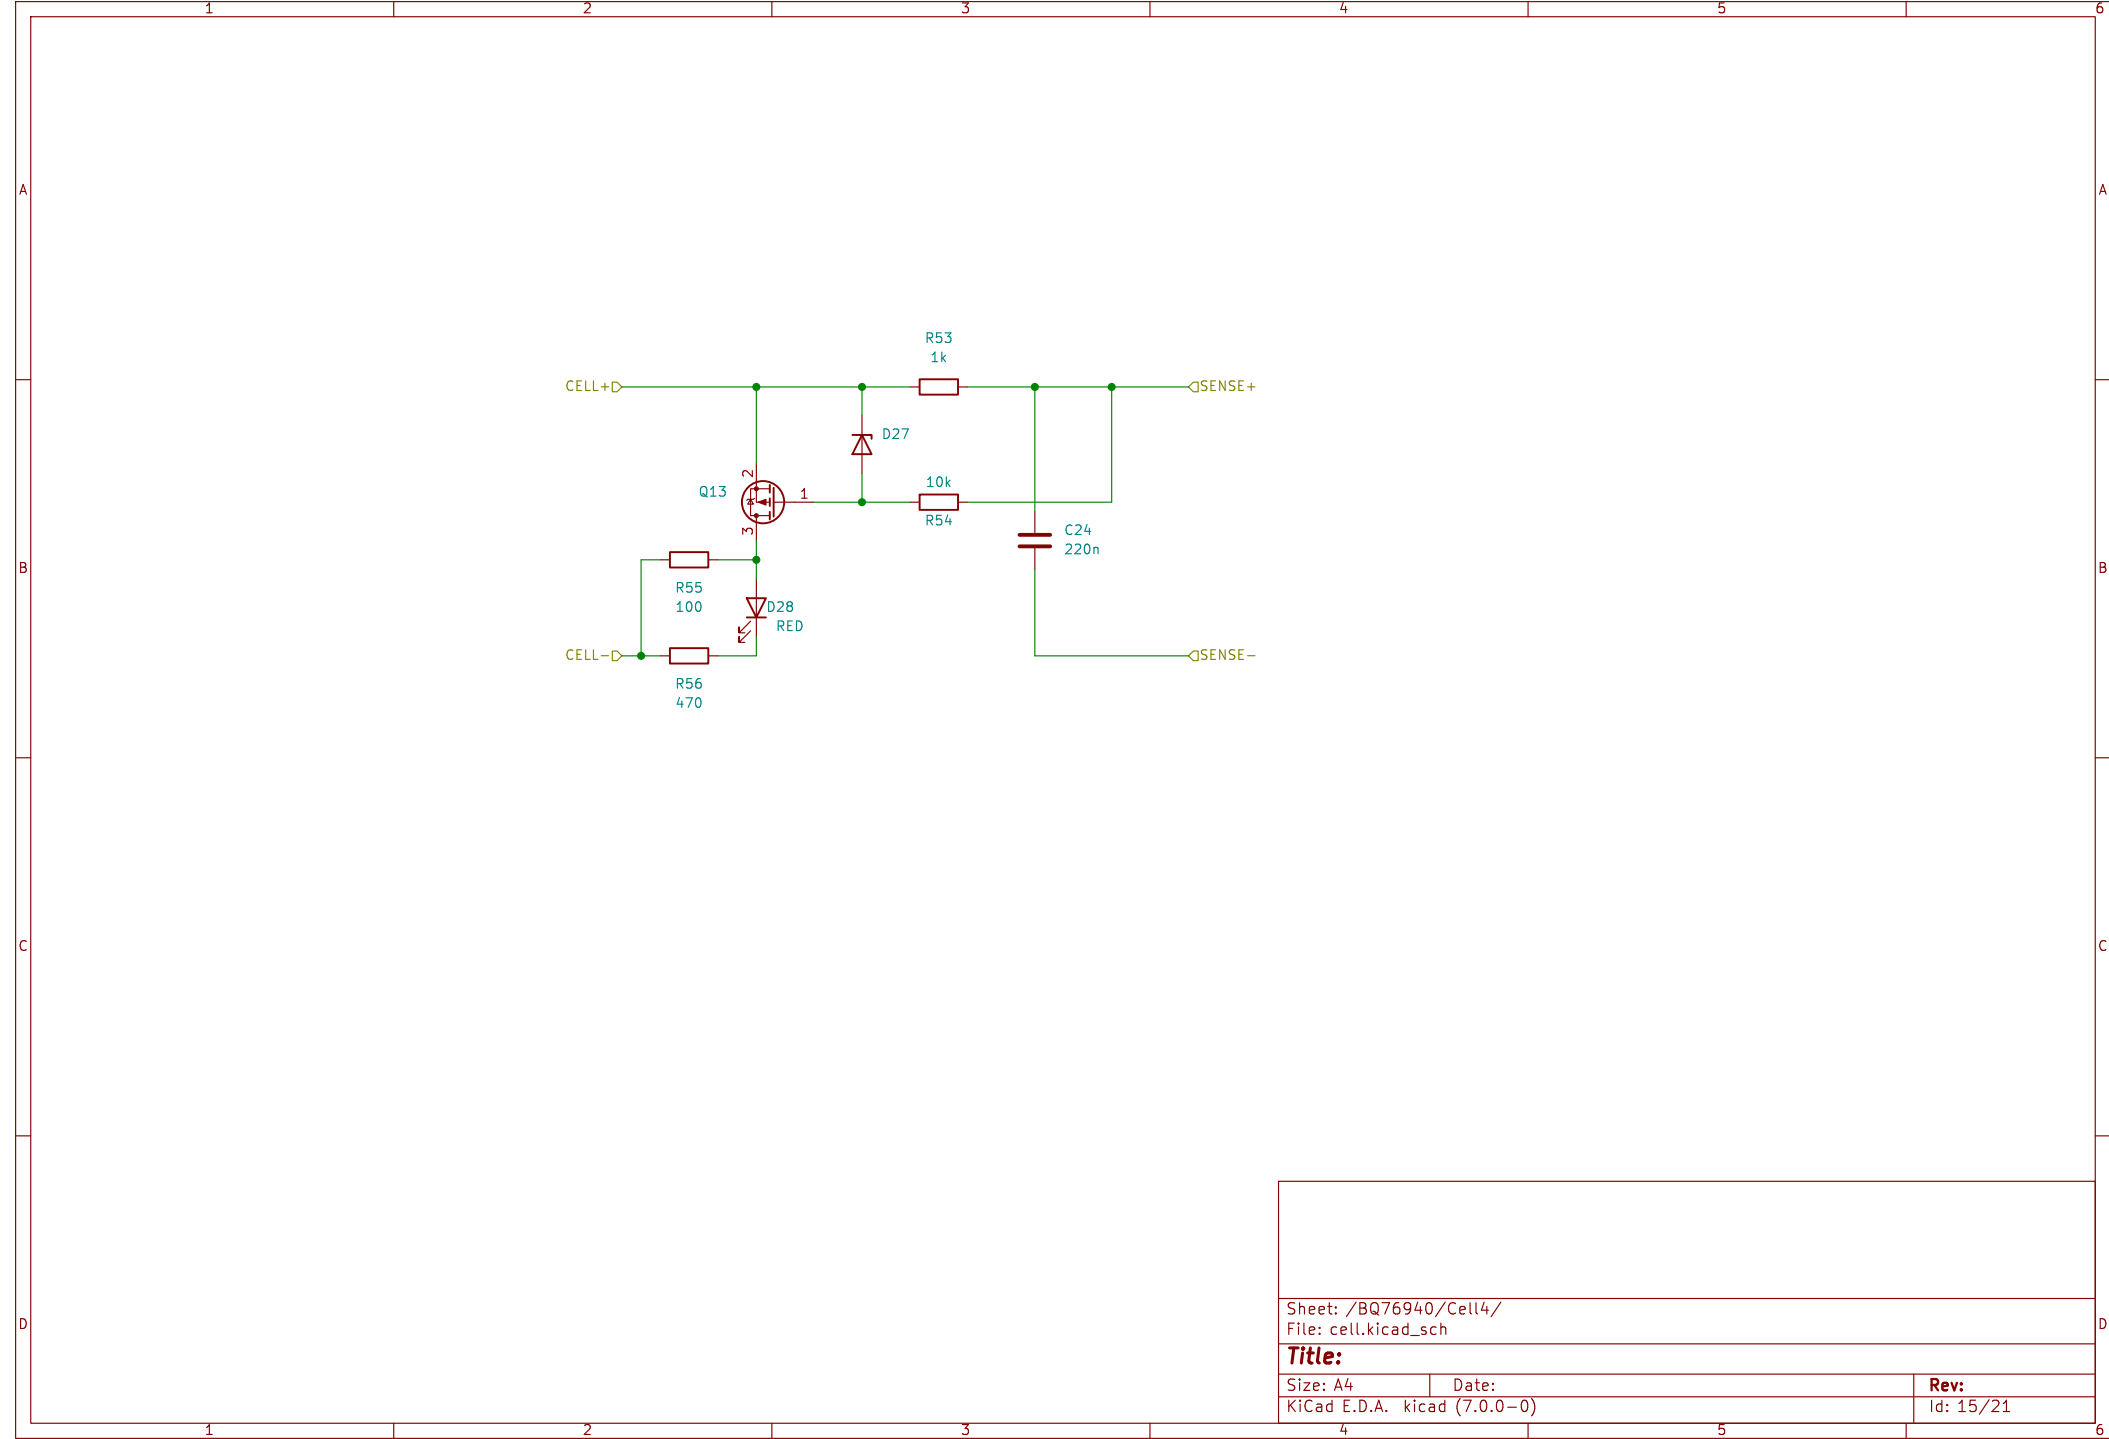 1 2 3 4 5 6
A A
R53
1k
CELL+ SENSE+
D27
2
10k
Q13 1
R54
3
C24
220n
B B
R55
100
D28
RED
CELL- SENSE-
R56
470
C C
Sheet: /BQ76940/Cell4/
File: cell.kicad_sch
D D
Title:
Size: A4 Date: Rev:
KiCad E.D.A. kicad (7.0.0-0) Id: 15/21
1 2 3 4 5 6